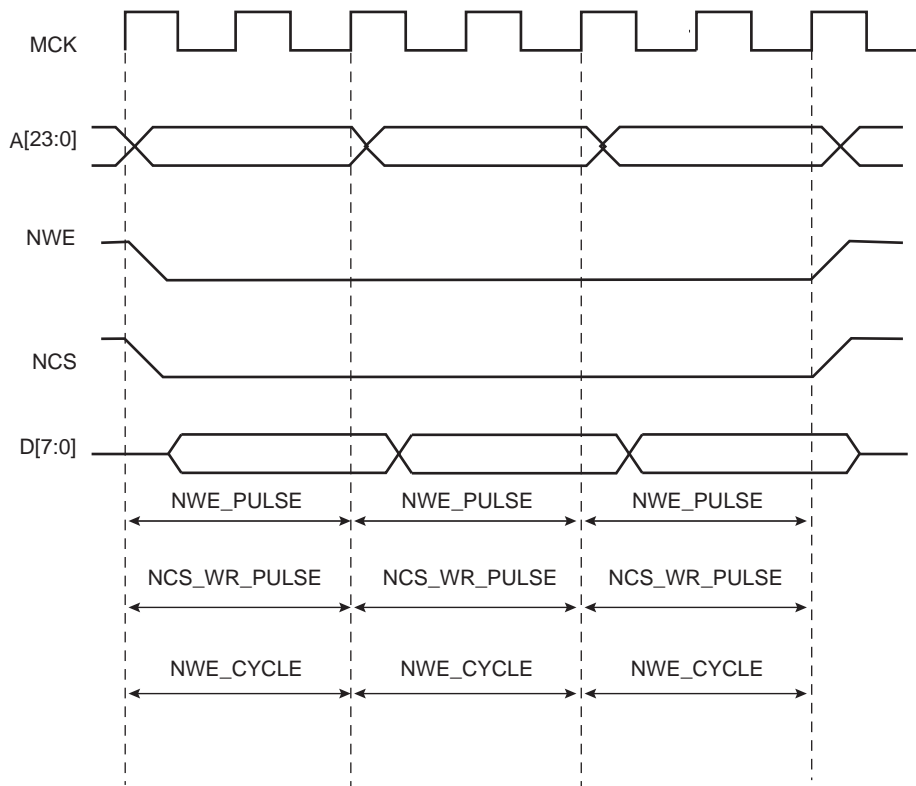 MCK
A[23:0]
NWE
NCS
D[7:0]
NWE_PULSE NWE_PULSE NWE_PULSE
NCS_WR_PULSE NCS_WR_PULSE NCS_WR_PULSE
NWE_CYCLE NWE_CYCLE NWE_CYCLE